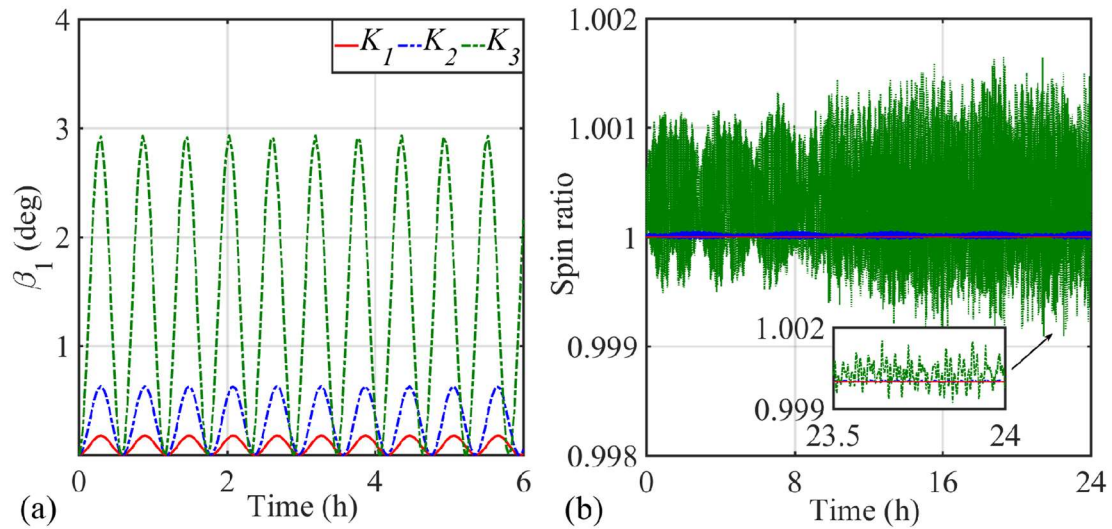 4
3
2
1
β₁ (deg)
K₁ K₂ K₃
0 2 4 6
Time (h)
(a)
1.002
1.001
1
0.999
0.998
Spin ratio
1.002
0.999
23.5 24
0 8 16 24
Time (h)
(b)